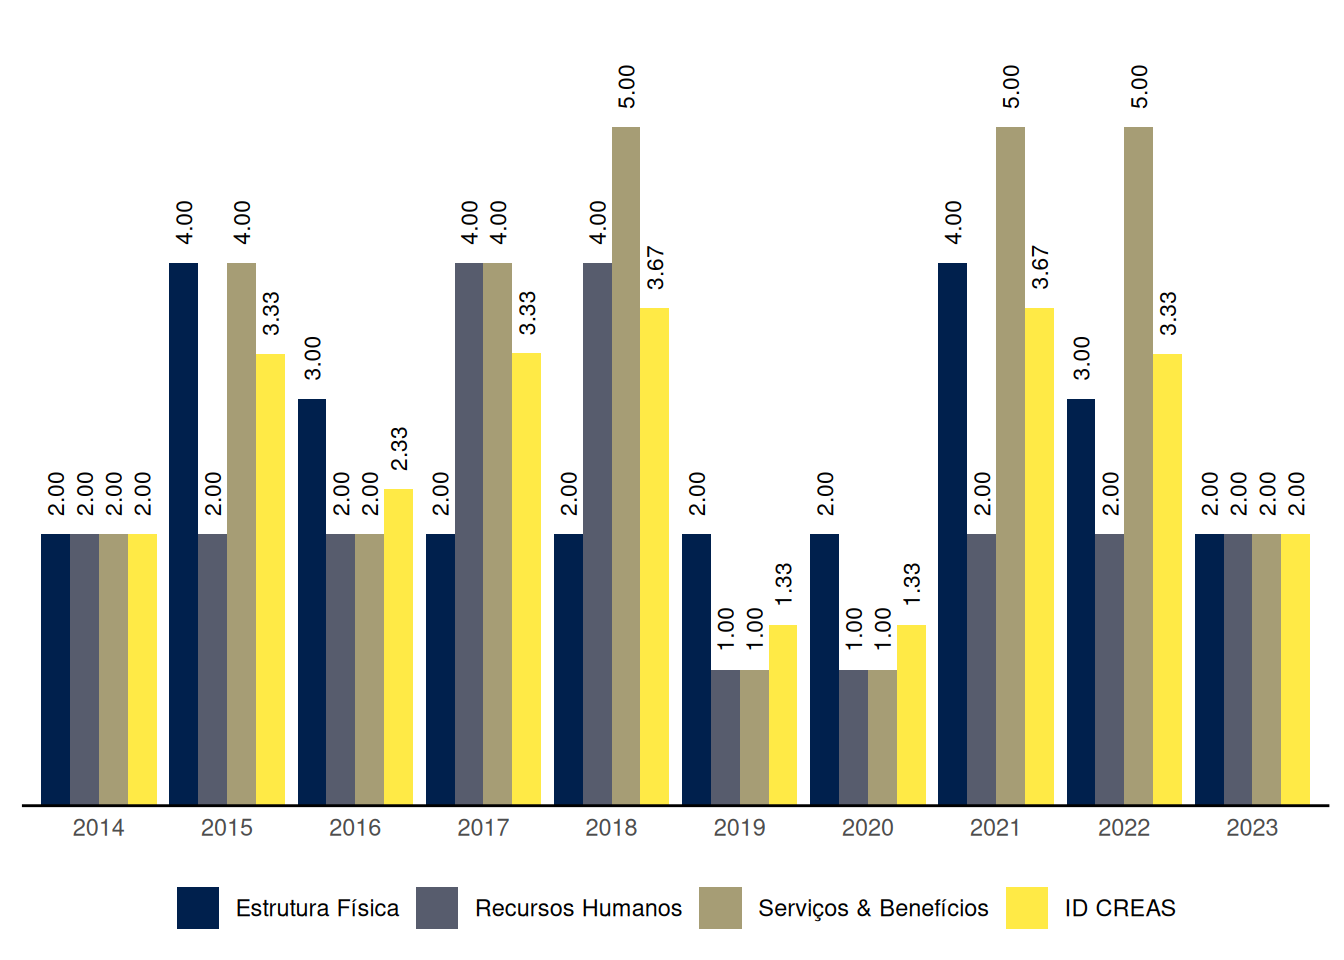 5.00 5.00 5.00
4.00 4.00 4.00 4.00 4.00 4.00
3.67 3.67
3.33 3.33 3.33
3.00 3.00
2.33
2.00 2.00 2.00 2.00 2.00 2.00 2.00 2.00 2.00 2.00 2.00 2.00 2.00 2.00 2.00 2.00 2.00
1.33 1.33
1.00 1.00 1.00 1.00
2014 2015 2016 2017 2018 2019 2020 2021 2022 2023
Estrutura Física Recursos Humanos Serviços & Benefícios ID CREAS